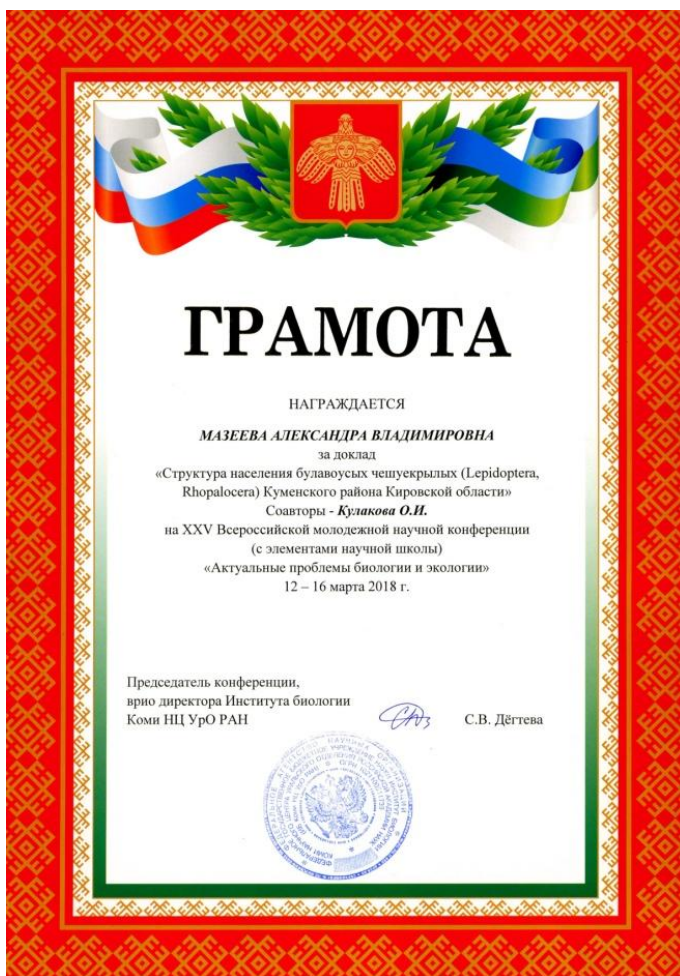 ГРАМОТА
НАГРАЖДАЕТСЯ
МАЗЕЕВА АЛЕКСАНДРА ВЛАДИМИРОВНА
за доклад
«Структура населения булавоусых чешуекрылых (Lepidoptera,
Rhopalocera) Куменского района Кировской области»
Соавторы - Кулакова О.И.
на XXV Всероссийской молодежной научной конференции
(с элементами научной школы)
«Актуальные проблемы биологии и экологии»
12 – 16 марта 2018 г.
Председатель конференции,
врио директора Института биологии
Коми НЦ УрО РАН С.В. Дёгтева